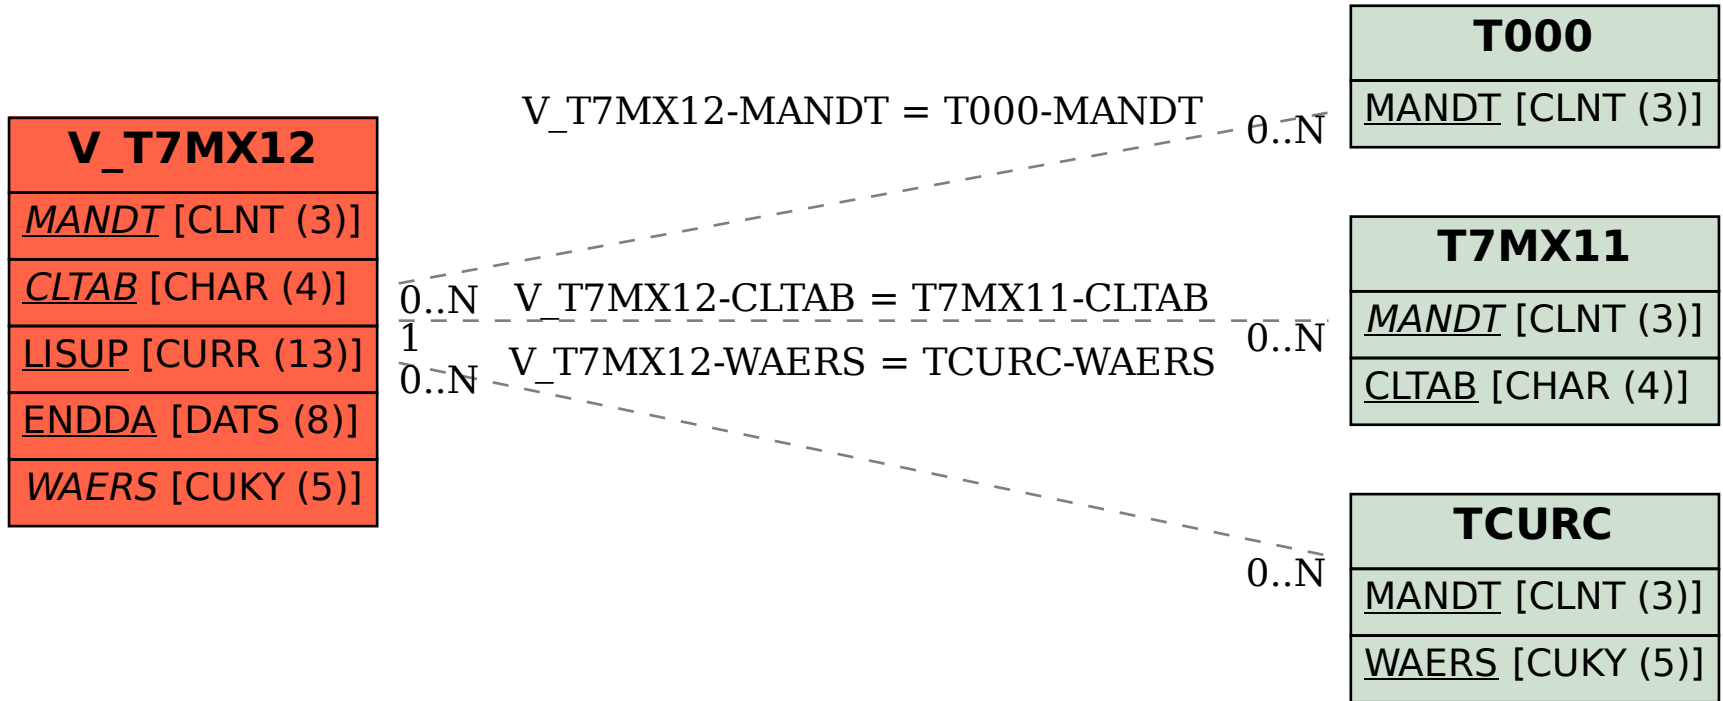 V_T7MX12
MANDT [CLNT (3)]
CLTAB [CHAR (4)]
LISUP [CURR (13)]
ENDDA [DATS (8)]
WAERS [CUKY (5)]
V_T7MX12-MANDT = T000-MANDT
0..N
0..N
V_T7MX12-CLTAB = T7MX11-CLTAB
1
0..N
V_T7MX12-WAERS = TCURC-WAERS
0..N
0..N
T000
MANDT [CLNT (3)]
T7MX11
MANDT [CLNT (3)]
CLTAB [CHAR (4)]
TCURC
MANDT [CLNT (3)]
WAERS [CUKY (5)]